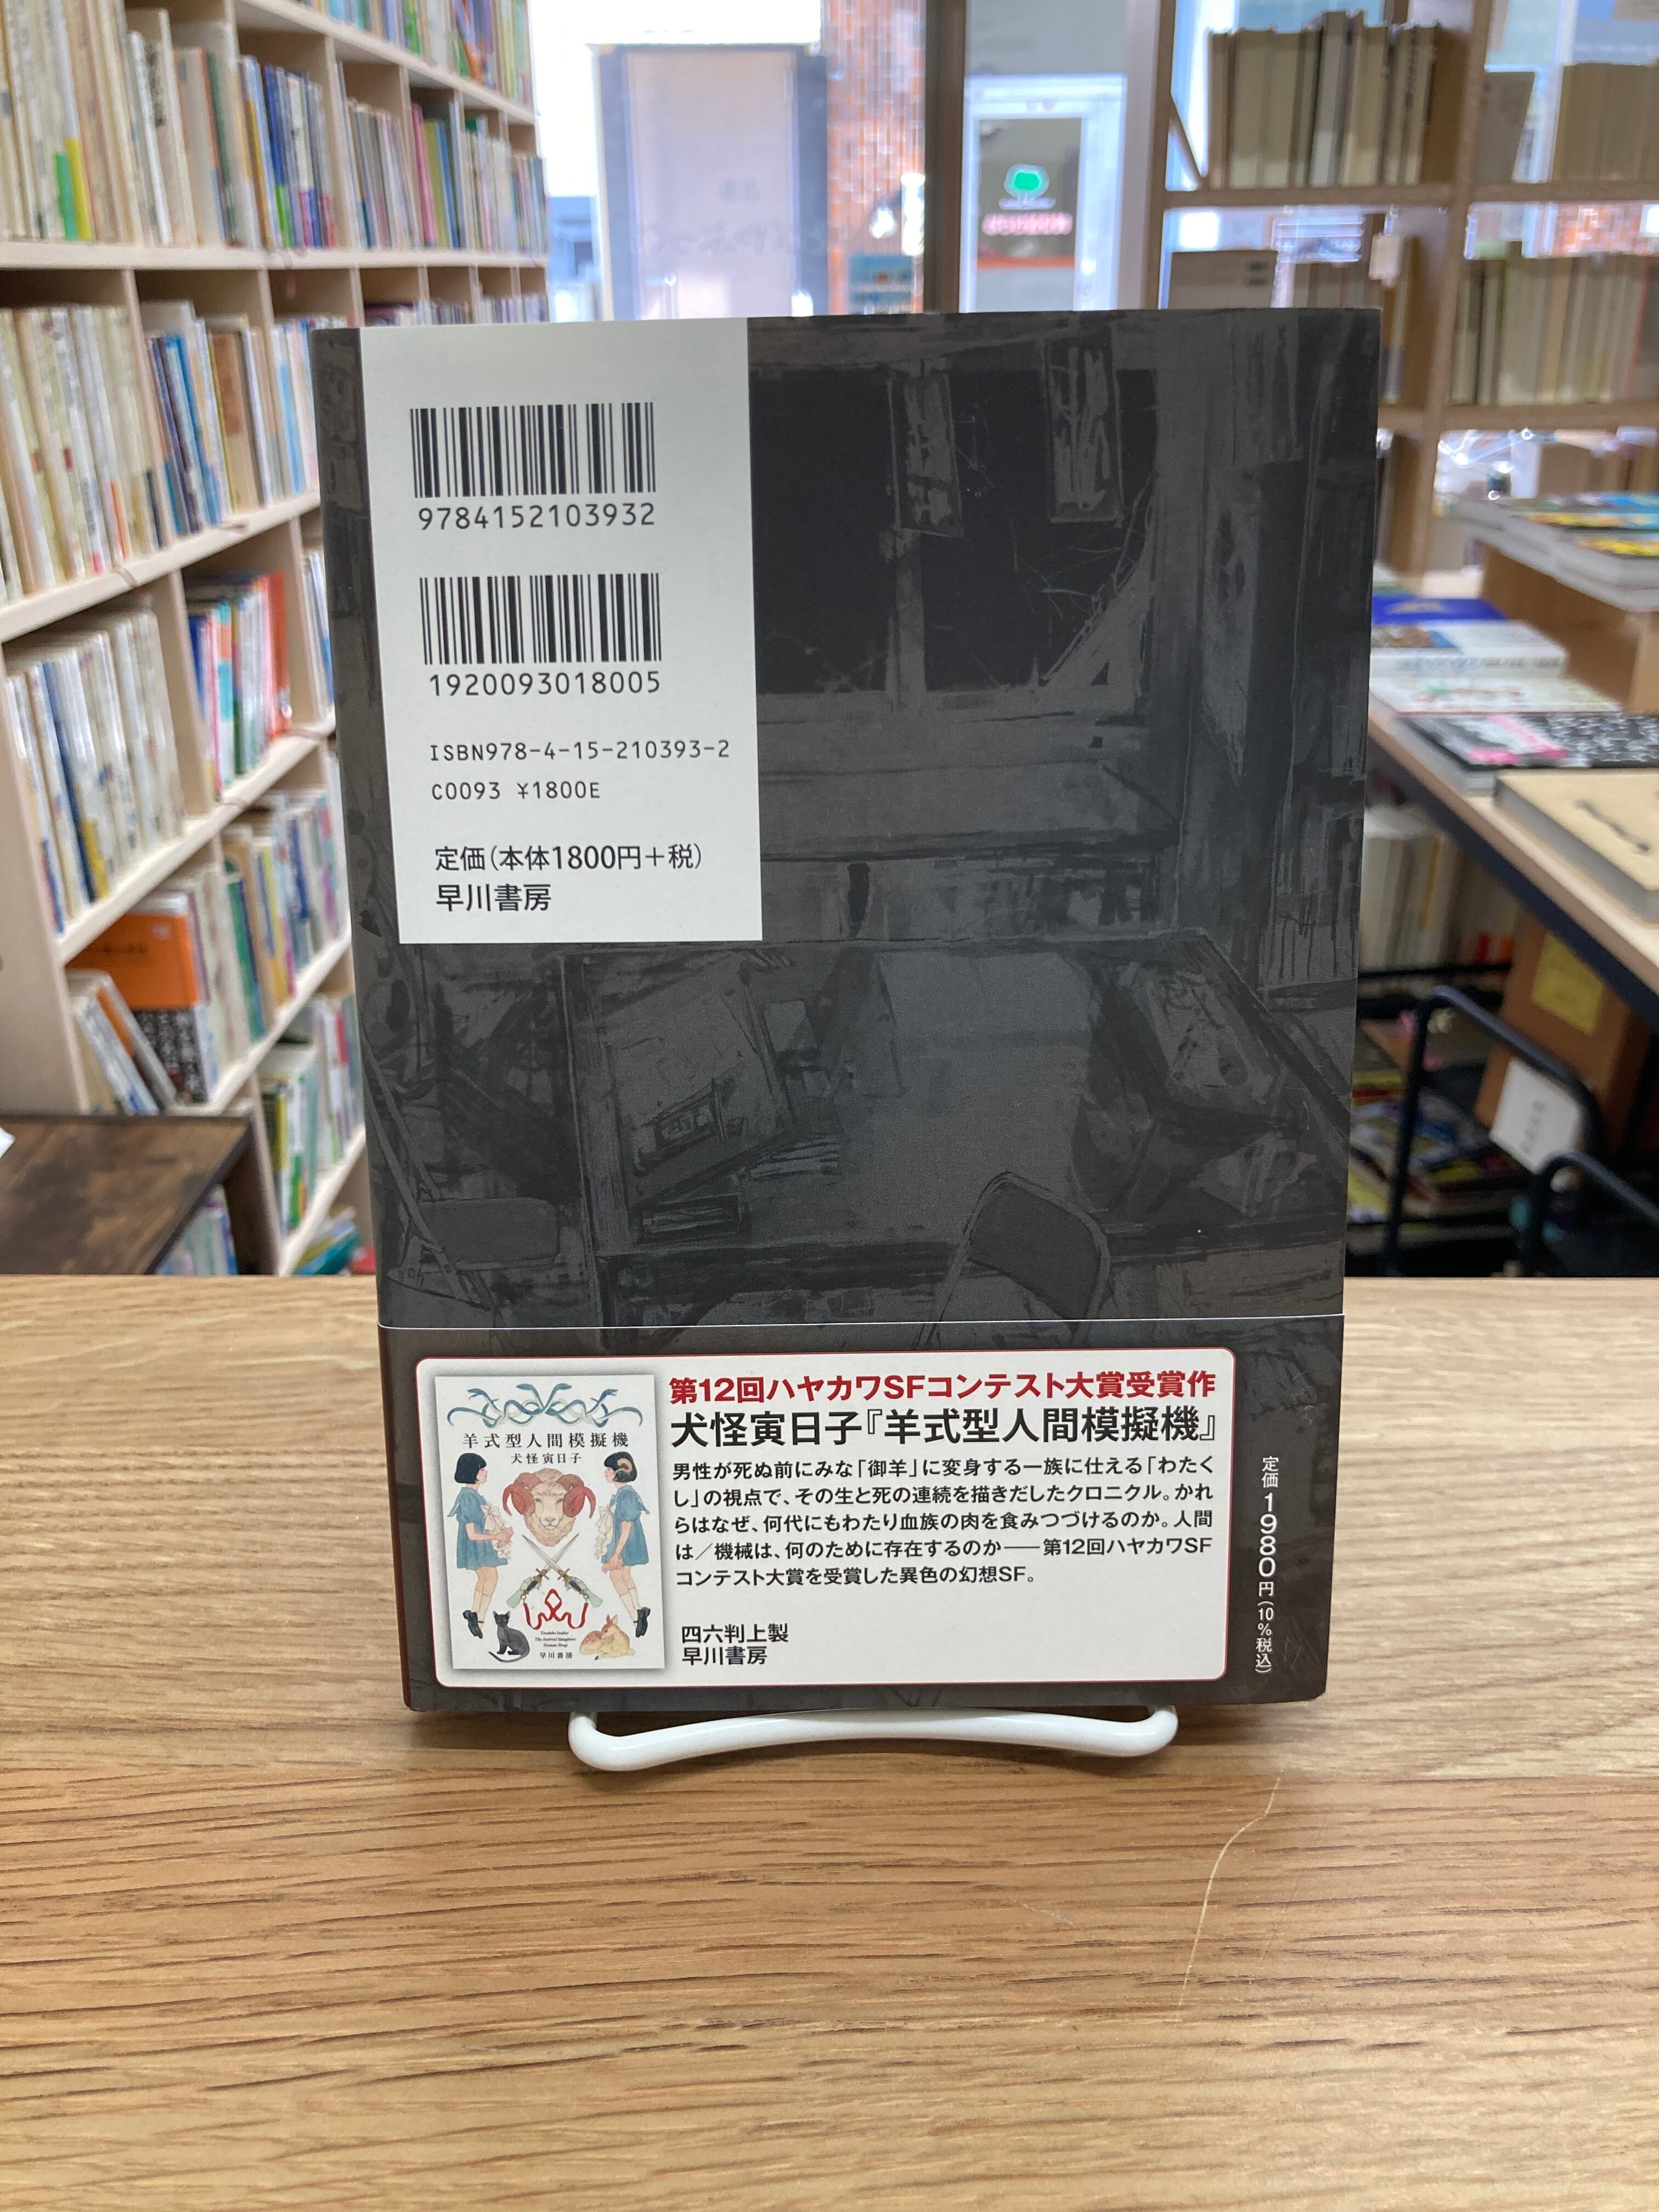 9784152103932
1920093018005
ISBN978-4-15-210393-2
C0093 ¥1800E
定価(本体1800円+税)
早川書房
第12回ハヤカワSFコンテスト大賞受賞作
犬怪寅日子『羊式型人間模擬機』
男性が死ぬ前にみな「御羊」に変身する一族に仕える「わたく
し」の視点で、その生と死の連続を描きだしたクロニクル。かれ
らはなぜ、何代にもわたり血族の肉を食みつづけるのか。人間
は/機械は、何のために存在するのか――第12回ハヤカワSF
コンテスト大賞を受賞した異色の幻想SF。
四六判上製
早川書房
羊式型人間模擬機
犬怪寅日子
早川書房
定価1980円(10%税込)